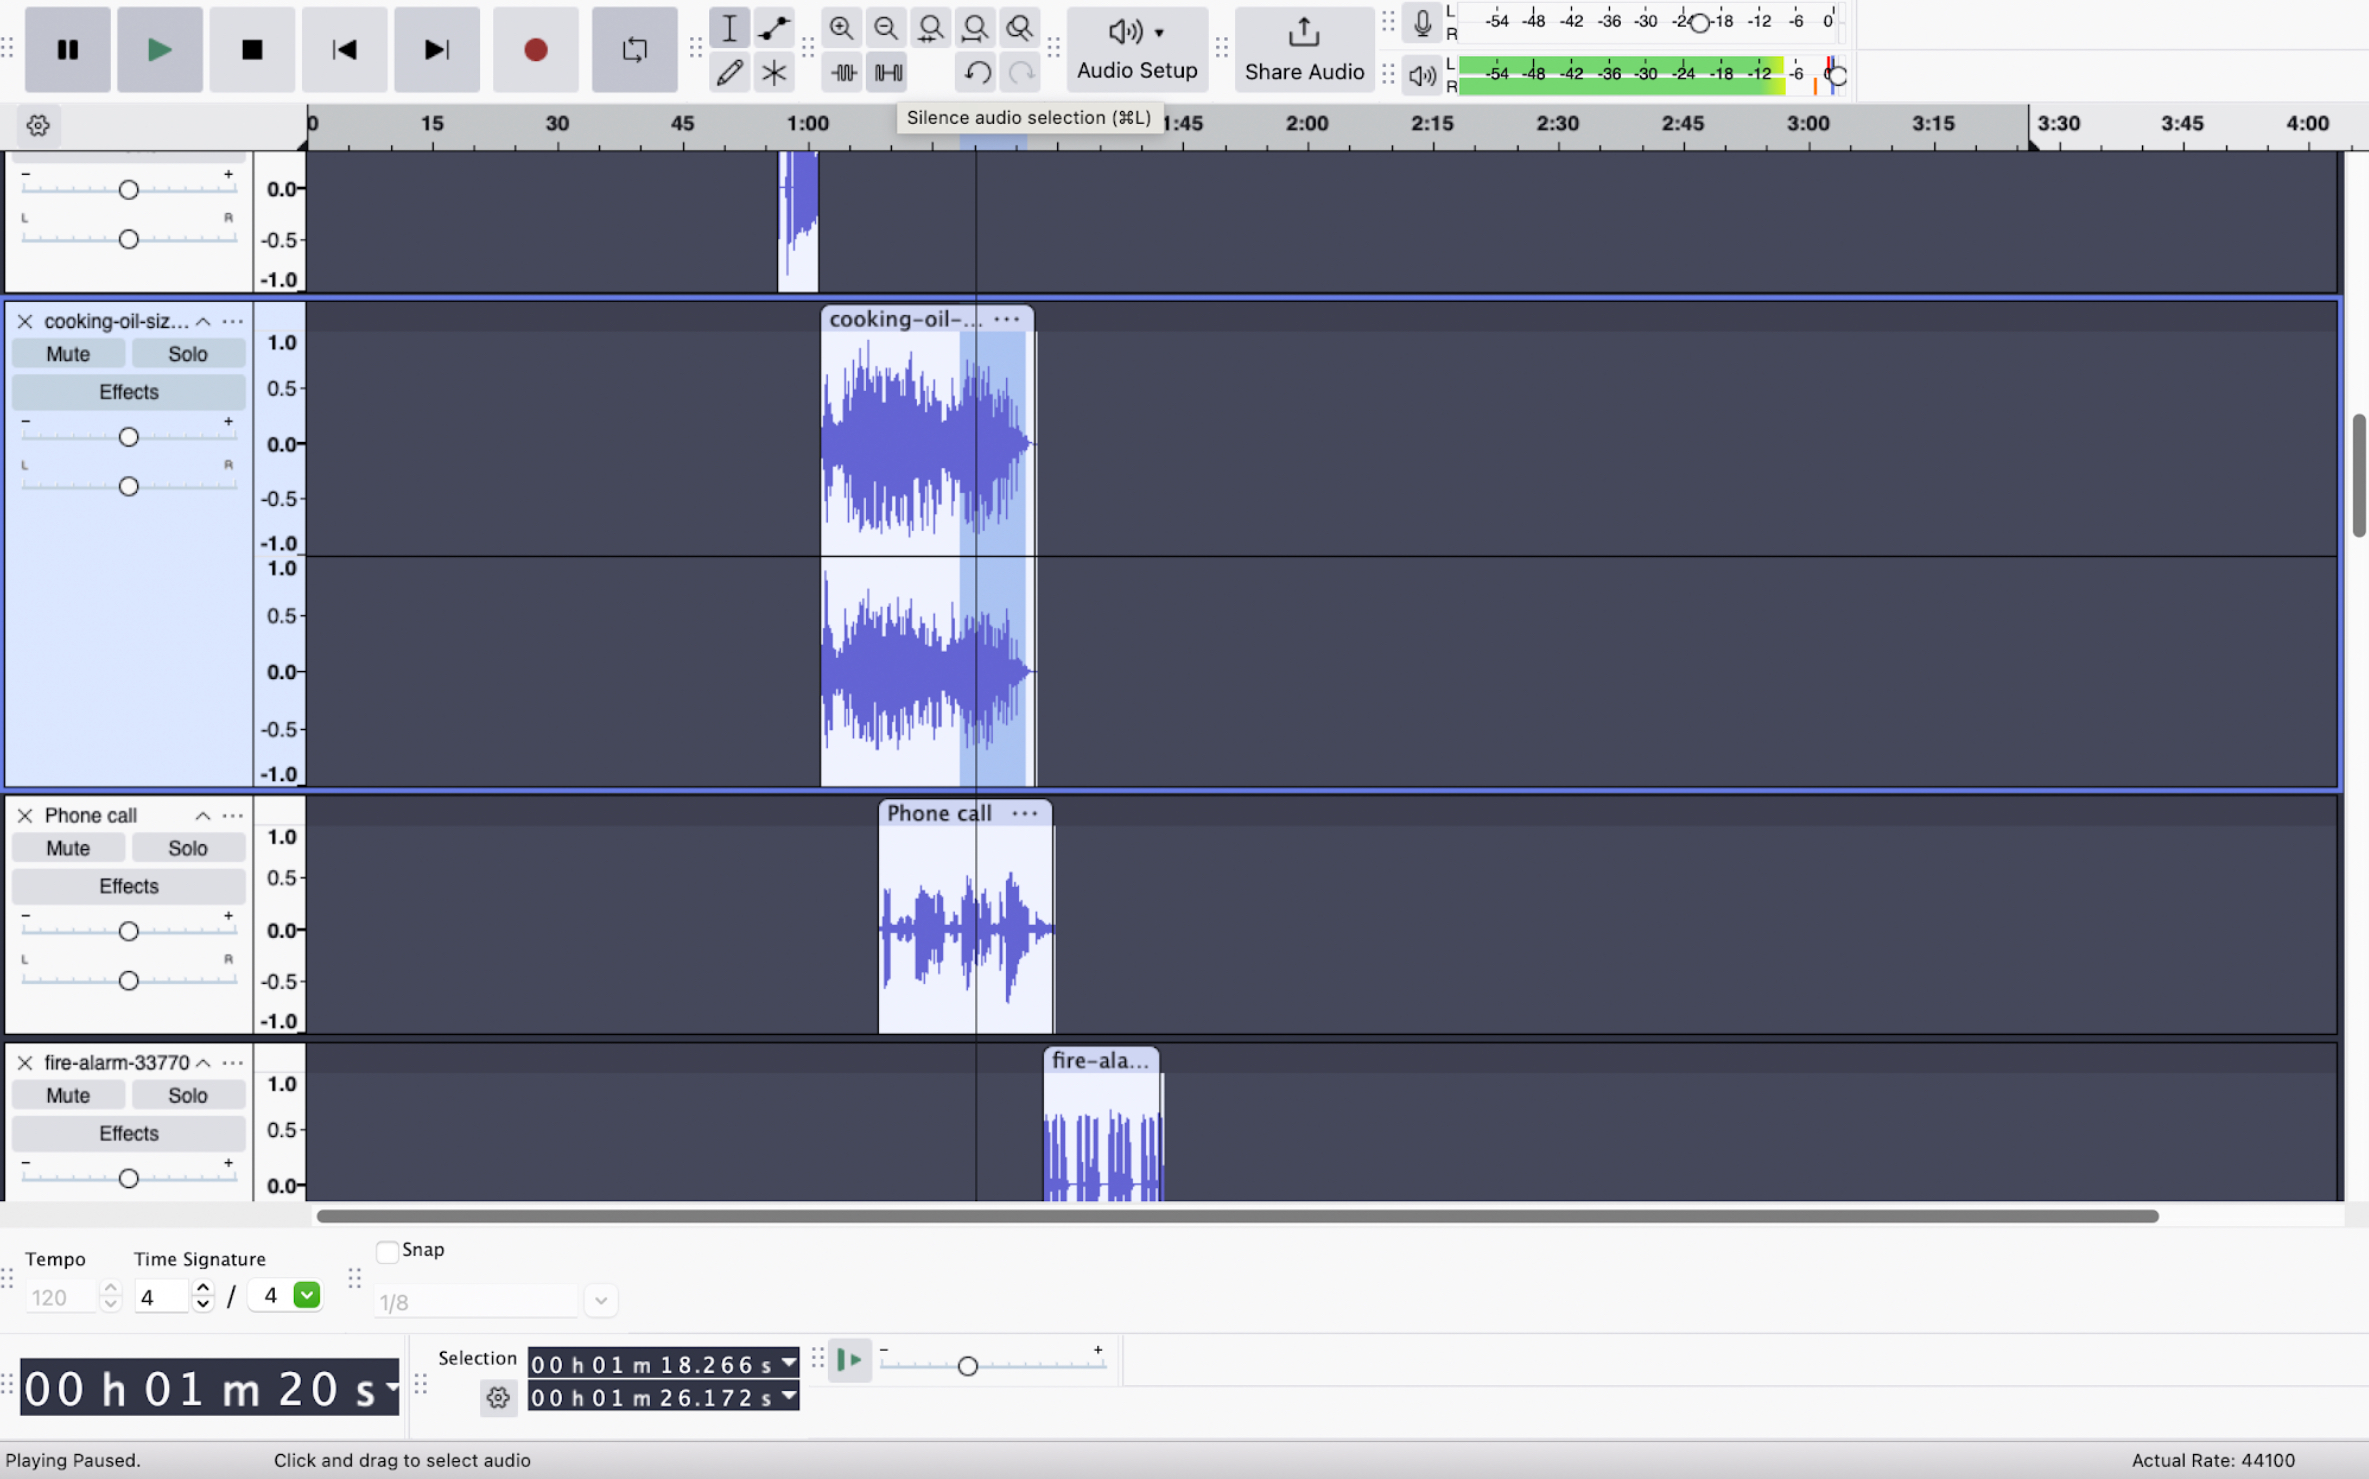 Audio Setup
Share Audio
L
R
-54 -48 -42 -36 -30 -24 -18 -12 -6 0
L
R
-54 -48 -42 -36 -30 -24 -18 -12 -6 0
Silence audio selection (⌘L)
0 15 30 45 1:00 1:45 2:00 2:15 2:30 2:45 3:00 3:15 3:30 3:45 4:00
- +
0.0
L R
-0.5
-1.0
cooking-oil-siz... ...
cooking-oil-... ...
Mute Solo
Effects
- +
L R
1.0
0.5
0.0
-0.5
-1.0
1.0
0.5
0.0
-0.5
-1.0
Phone call ...
Phone call ...
Mute Solo
Effects
- +
L R
1.0
0.5
0.0
-0.5
-1.0
fire-alarm-33770 ...
fire-ala...
Mute Solo
Effects
- +
1.0
0.5
0.0
Tempo
120
Time Signature
4 / 4
Snap
1/8
00 h 01 m 20 s
Selection
00 h 01 m 18.266 s
00 h 01 m 26.172 s
- +
Playing Paused.
Click and drag to select audio
Actual Rate: 44100